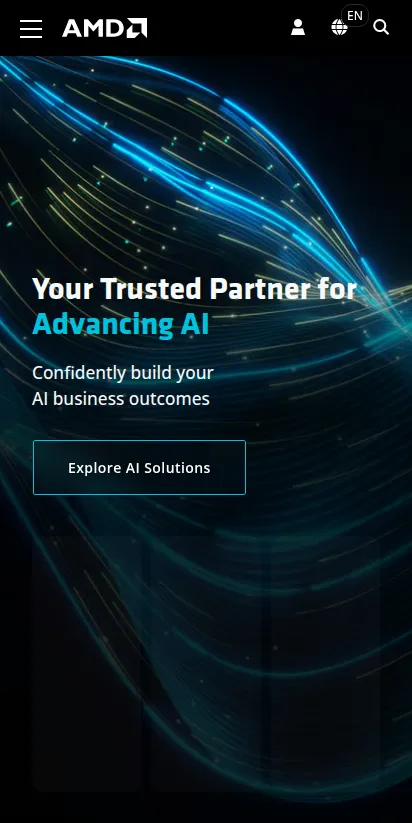 AMD
EN
Your Trusted Partner for
Advancing AI
Confidently build your
AI business outcomes
Explore AI Solutions